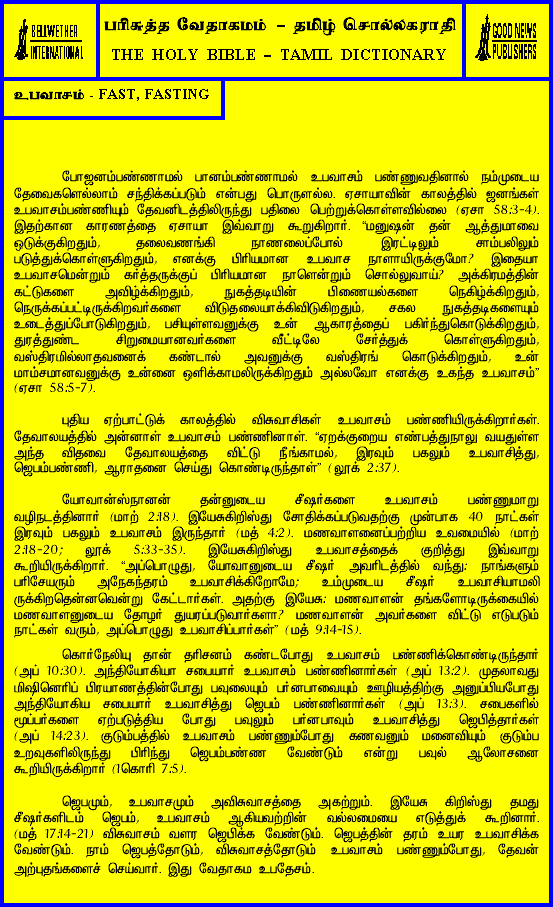 BELLWETHER
INTERNATIONAL
பரிசுத்த வேதாகமம் – தமிழ் சொல்லகராதி
THE HOLY BIBLE – TAMIL DICTIONARY
GOOD NEWS
PUBLISHERS
உபவாசம் - FAST, FASTING
போஜனம்பண்ணாமல் பானம்பண்ணாமல் உபவாசம் பண்ணுவதினால் நம்முடைய
தேவைகளெல்லாம் சந்திக்கப்படும் என்பது பொருளல்ல. ஏசாயாவின் காலத்தில் ஜனங்கள்
உபவாசம்பண்ணியும் தேவனிடத்திலிருந்து பதிலை பெற்றுக்கொள்ளவில்லை (ஏசா 58:3-4).
இதற்கான காரணத்தை ஏசாயா இவ்வாறு கூறுகிறார். “மனுஷன் தன் ஆத்துமாவை
ஒடுக்குகிறதும், தலைவணங்கி நாணலைப்போல் இரட்டிலும் சாம்பலிலும்
படுத்துக்கொள்ளுகிறதும், எனக்கு பிரியமான உபவாச நாளாயிருக்குமோ? இதையா
உபவாசமென்றும் கர்த்தருக்குப் பிரியமான நாளென்றும் சொல்லுவாய்? அக்கிரமத்தின்
கட்டுகளை அவிழ்க்கிறதும், நுகத்தடியின் பிணையல்களை நெகிழ்க்கிறதும்,
நெருக்கப்பட்டிருக்கிறவர்களை விடுதலையாக்கிவிடுகிறதும், சகல நுகத்தடிகளையும்
உடைத்துப்போடுகிறதும், பசியுள்ளவனுக்கு உன் ஆகாரத்தைப் பகிர்ந்துகொடுக்கிறதும்,
துரத்துண்ட சிறுமையானவர்களை வீட்டிலே சேர்த்துக் கொள்ளுகிறதும்,
வஸ்திரமில்லாதவனைக் கண்டால் அவனுக்கு வஸ்திரங் கொடுக்கிறதும், உன்
மாம்சமானவனுக்கு உன்னை ஒளிக்காமலிருக்கிறதும் அல்லவோ எனக்கு உகந்த உபவாசம்”
(ஏசா 58:5-7).
புதிய ஏற்பாட்டுக் காலத்தில் விசுவாசிகள் உபவாசம் பண்ணியிருக்கிறார்கள்.
தேவாலயத்தில் அன்னாள் உபவாசம் பண்ணினாள். “ஏறக்குறைய எண்பத்துநாலு வயதுள்ள
அந்த விதவை தேவாலயத்தை விட்டு நீங்காமல், இரவும் பகலும் உபவாசித்து,
ஜெபம்பண்ணி, ஆராதனை செய்து கொண்டிருந்தாள்” (லூக் 2:37).
யோவான்ஸ்நானன் தன்னுடைய சீஷர்களை உபவாசம் பண்ணுமாறு
வழிநடத்தினார் (மாற் 2:18). இயேசுகிறிஸ்து சோதிக்கப்படுவதற்கு முன்பாக 40 நாட்கள்
இரவும் பகலும் உபவாசம் இருந்தார் (மத் 4:2). மணவாளனைப்பற்றிய உவமையில் (மாற்
2:18-20; லூக் 5:33-35). இயேசுகிறிஸ்து உபவாசத்தைக் குறித்து இவ்வாறு
கூறியிருக்கிறார். “அப்பொழுது, யோவானுடைய சீஷர் அவரிடத்தில் வந்து: நாங்களும்
பரிசேயரும் அநேகந்தரம் உபவாசிக்கிறோமே; உம்முடைய சீஷர் உபவாசியாமலி
ருக்கிறதென்னவென்று கேட்டார்கள். அதற்கு இயேசு: மணவாளன் தங்களோடிருக்கையில்
மணவாளனுடைய தோழர் துயரப்படுவார்களா? மணவாளன் அவர்களை விட்டு எடுபடும்
நாட்கள் வரும், அப்பொழுது உபவாசிப்பார்கள்” (மத் 9:14-15).
கொர்நேலியு தான் தரிசனம் கண்டபோது உபவாசம் பண்ணிக்கொண்டிருந்தார்
(அப் 10:30). அந்தியோகியா சபையார் உபவாசம் பண்ணினார்கள் (அப் 13:2). முதலாவது
மிஷினெரிப் பிரயாணத்தின்போது பவுலையும் பர்னபாவையும் ஊழியத்திற்கு அனுப்பியபோது
அந்தியோகிய சபையார் உபவாசித்து ஜெபம் பண்ணினார்கள் (அப் 13:3). சபைகளில்
மூப்பர்களை ஏற்படுத்திய போது பவுலும் பர்னபாவும் உபவாசித்து ஜெபித்தார்கள்
(அப் 14:23). குடும்பத்தில் உபவாசம் பண்ணும்போது கணவனும் மனைவியும் குடும்ப
உறவுகளிலிருந்து பிரிந்து ஜெபம்பண்ண வேண்டும் என்று பவுல் ஆலோசனை
கூறியிருக்கிறார் (1கொரி 7:5).
ஜெபமும், உபவாசமும் அவிசுவாசத்தை அகற்றும். இயேசு கிறிஸ்து தமது
சீஷர்களிடம் ஜெபம், உபவாசம் ஆகியவற்றின் வல்லமையை எடுத்துக் கூறினார்.
(மத் 17:14-21) விசுவாசம் வளர ஜெபிக்க வேண்டும். ஜெபத்தின் தரம் உயர உபவாசிக்க
வேண்டும். நாம் ஜெபத்தோடும், விசுவாசத்தோடும் உபவாசம் பண்ணும்போது, தேவன்
அற்புதங்களைச் செய்வார். இது வேதாகம உபதேசம்.